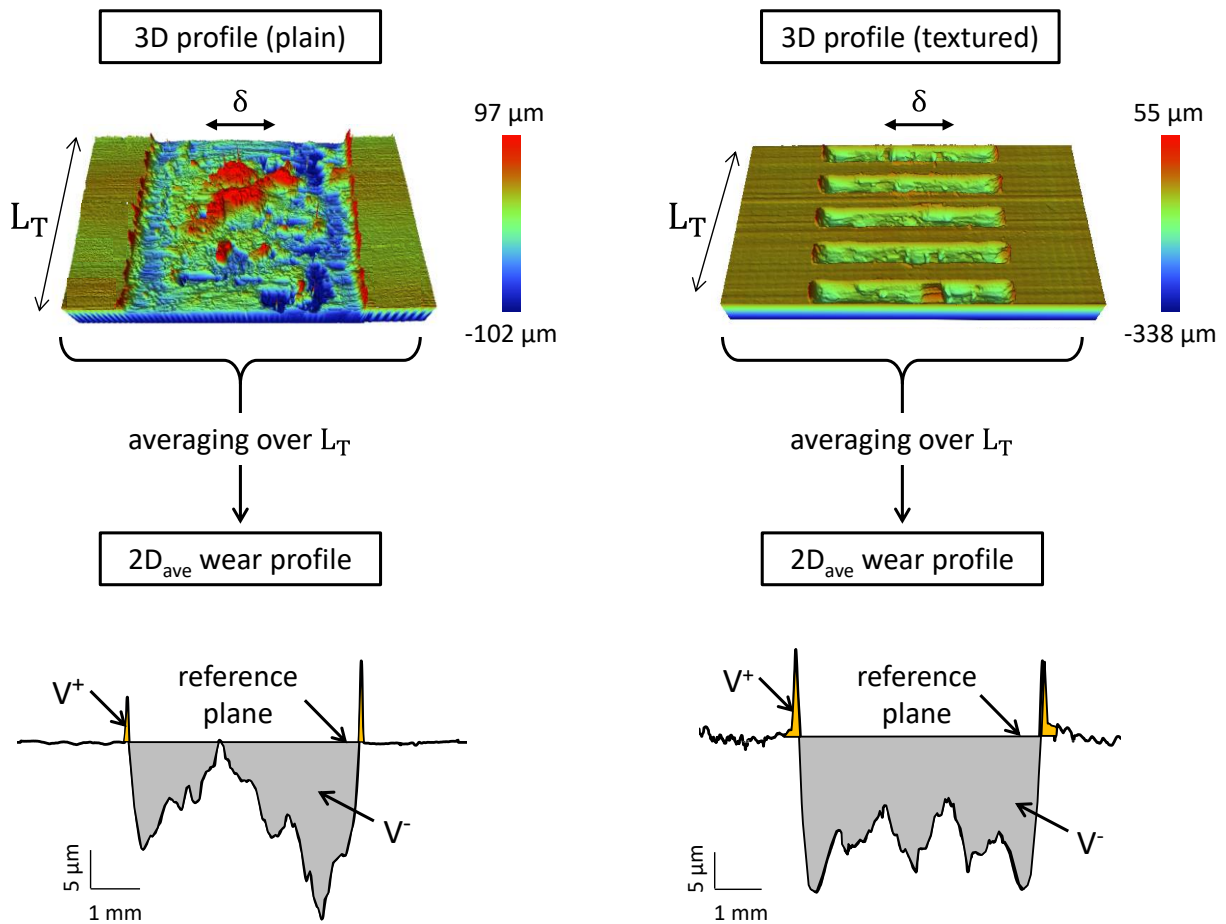 3D profile (plain)
δ
97 μm
L_T
-102 μm
averaging over L_T
2D_ave wear profile
V⁺
reference
plane
V⁻
5 μm
1 mm
3D profile (textured)
δ
55 μm
L_T
-338 μm
averaging over L_T
2D_ave wear profile
V⁺
reference
plane
V⁻
5 μm
1 mm